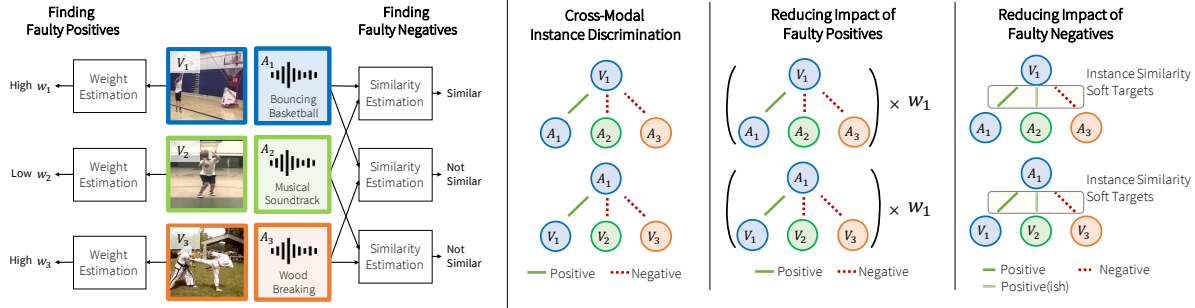 Finding
Faulty Positives
Finding
Faulty Negatives
High w₁
Weight
Estimation
V₁
A₁
Bouncing
Basketball
Similarity
Estimation
Similar
Low w₂
Weight
Estimation
V₂
A₂
Musical
Soundtrack
Similarity
Estimation
Not
Similar
High w₃
Weight
Estimation
V₃
A₃
Wood
Breaking
Similarity
Estimation
Not
Similar
Cross-Modal
Instance Discrimination
V₁
A₁ A₂ A₃
A₁
V₁ V₂ V₃
Positive Negative
Reducing Impact of
Faulty Positives
V₁
A₁ A₂ A₃
× w₁
A₁
V₁ V₂ V₃
× w₁
Positive Negative
Reducing Impact of
Faulty Negatives
V₁
Instance Similarity
Soft Targets
A₁ A₂ A₃
A₁
Instance Similarity
Soft Targets
V₁ V₂ V₃
Positive Negative
Positive(ish)